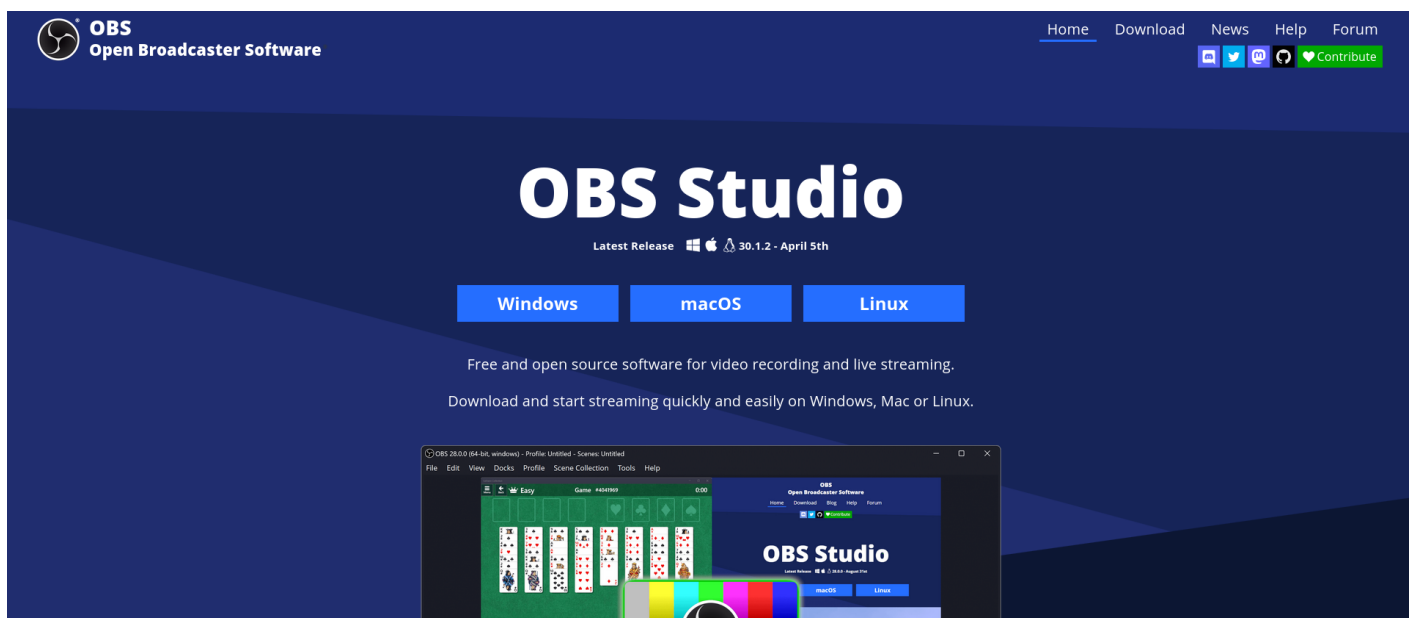 OBS
Open Broadcaster Software
Home Download News Help Forum
Contribute
OBS Studio
Latest Release 30.1.2 - April 5th
Windows macOS Linux
Free and open source software for video recording and live streaming.
Download and start streaming quickly and easily on Windows, Mac or Linux.
OBS 28.0.0 (64-bit, windows) - Profile: Untitled - Scenes: Untitled
File Edit View Docks Profile Scene Collection Tools Help
Easy Game #4041969 0:00
OBS
Open Broadcaster Software
Home Download Blog Help Forum
Contribute
OBS Studio
macOS Linux